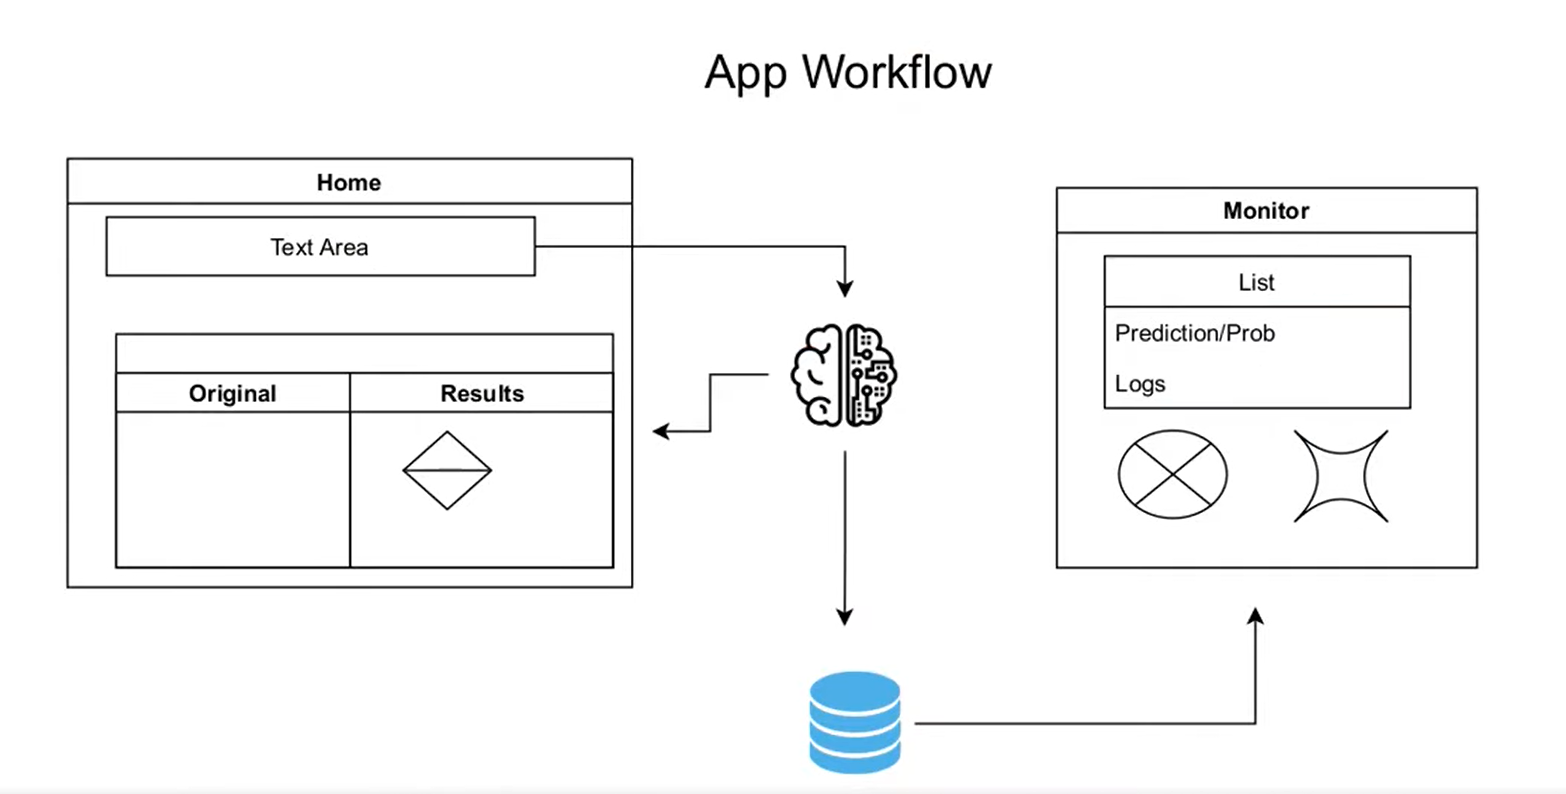 App Workflow
Home
Text Area
Original
Results
Monitor
List
Prediction/Prob
Logs